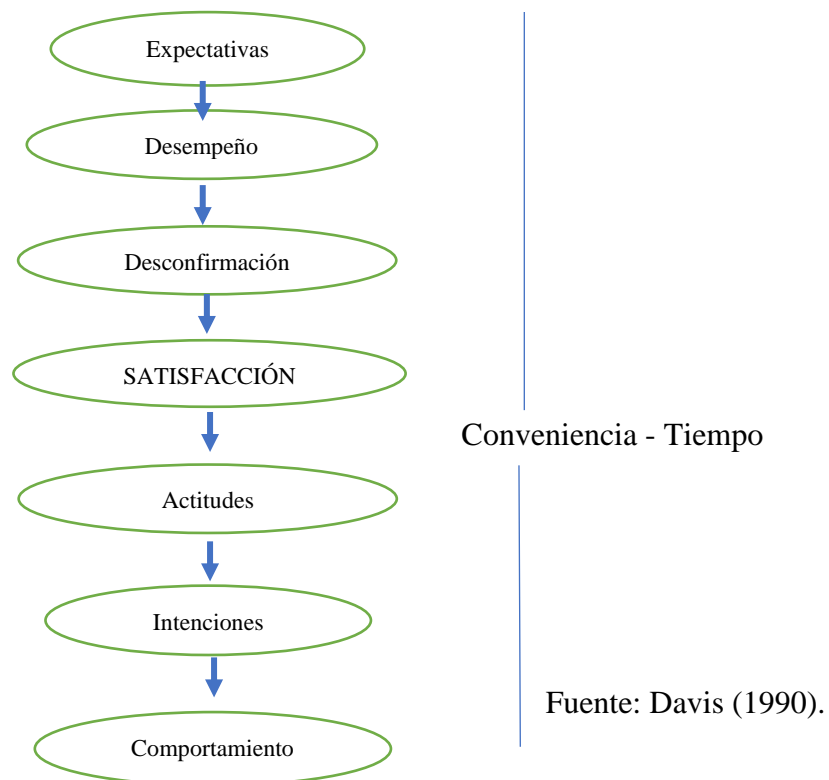 Expectativas
Desempeño
Desconfirmación
SATISFACCIÓN
Conveniencia - Tiempo
Actitudes
Intenciones
Fuente: Davis (1990).
Comportamiento